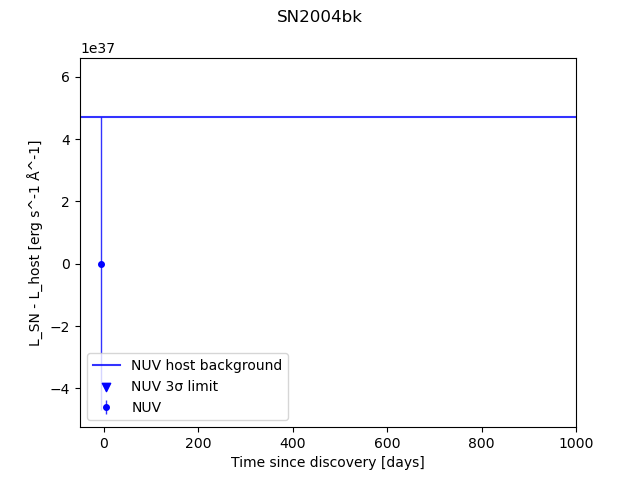 SN2004bk
1e37
6
4
2
0
−2
−4
L_SN - L_host [erg s^-1 Å^-1]
NUV host background
NUV 3σ limit
NUV
0 200 400 600 800 1000
Time since discovery [days]